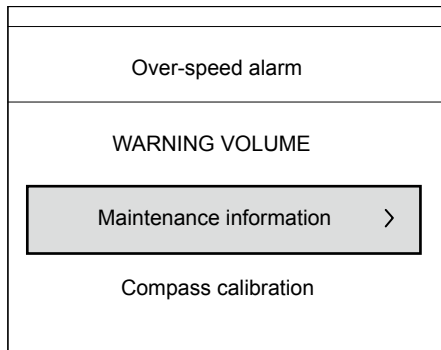 Over-speed alarm
WARNING VOLUME
Maintenance information
Compass calibration